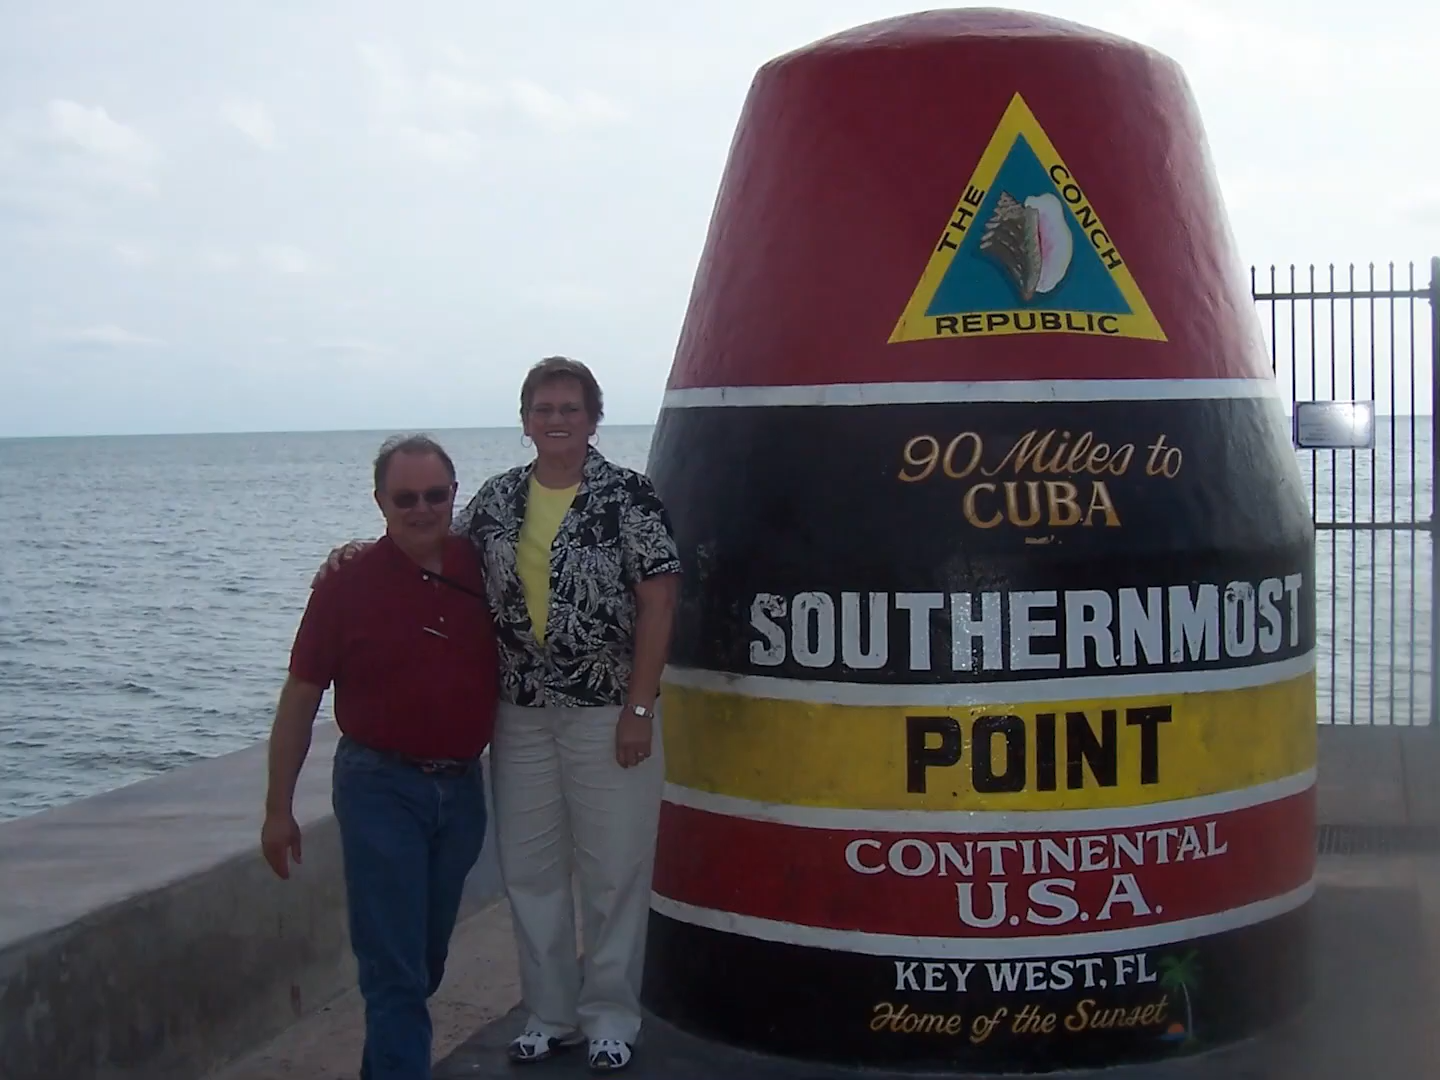 THE CONCH
REPUBLIC
90 Miles to
CUBA
SOUTHERNMOST
POINT
CONTINENTAL
U.S.A.
KEY WEST, FL
Home of the Sunset